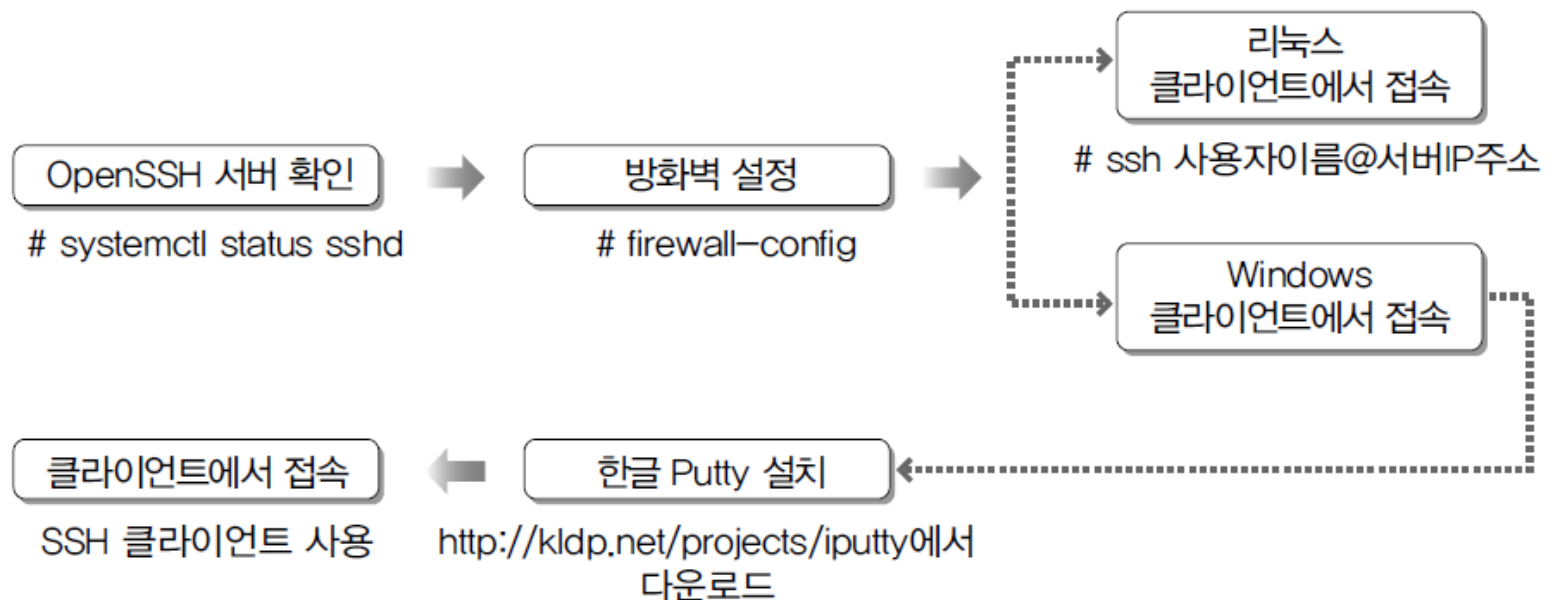 OpenSSH 서버 확인
# systemctl status sshd
방화벽 설정
# firewall-config
리눅스
클라이언트에서 접속
# ssh 사용자이름@서버IP주소
Windows
클라이언트에서 접속
한글 Putty 설치
http://kldp.net/projects/iputty에서
다운로드
클라이언트에서 접속
SSH 클라이언트 사용